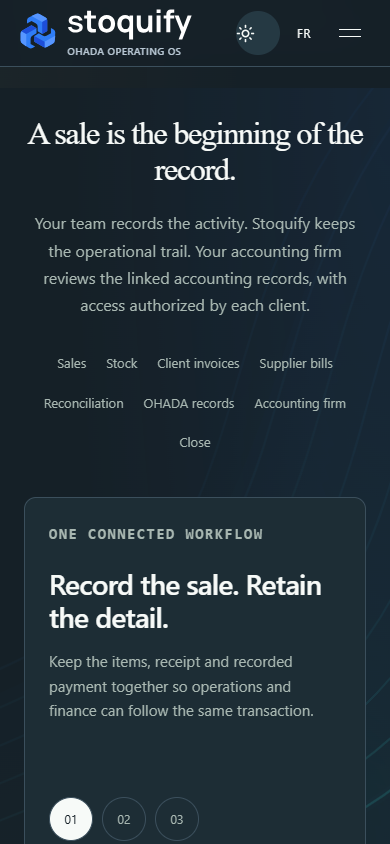 stoquify
OHADA OPERATING OS
FR
A sale is the beginning of the
record.
Your team records the activity. Stoquify keeps
the operational trail. Your accounting firm
reviews the linked accounting records, with
access authorized by each client.
Sales Stock Client invoices Supplier bills
Reconciliation OHADA records Accounting firm
Close
ONE CONNECTED WORKFLOW
Record the sale. Retain
the detail.
Keep the items, receipt and recorded
payment together so operations and
finance can follow the same transaction.
01 02 03